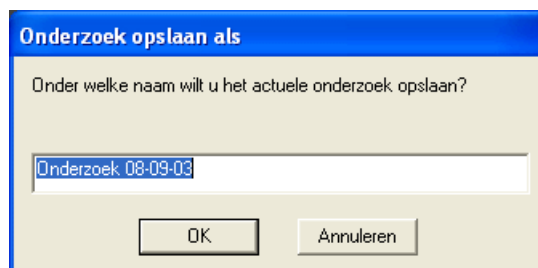 Onderzoek opslaan als
Onder welke naam wilt u het actuele onderzoek opslaan?
Onderzoek 08-09-03
OK
Annuleren